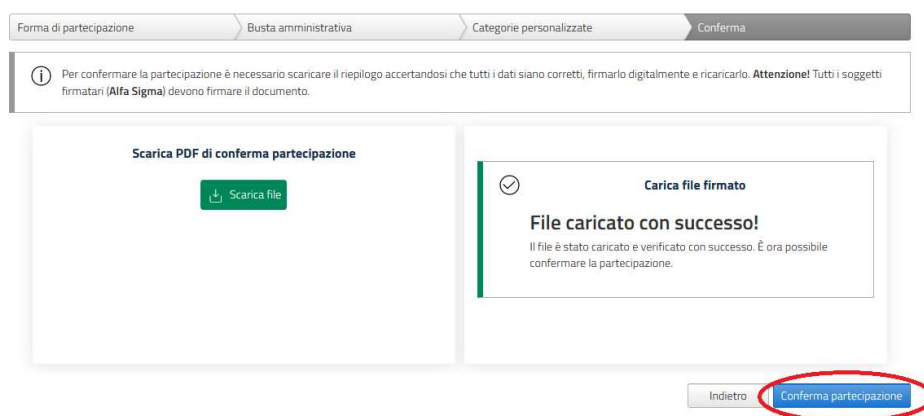 Forma di partecipazione
Busta amministrativa
Categorie personalizzate
Conferma
Per confermare la partecipazione è necessario scaricare il riepilogo accertandosi che tutti i dati siano corretti, firmarlo digitalmente e ricaricarlo. Attenzione! Tutti i soggetti
firmatari (Alfa Sigma) devono firmare il documento.
Scarica PDF di conferma partecipazione
Scarica file
Carica file firmato
File caricato con successo!
Il file è stato caricato e verificato con successo. È ora possibile
confermare la partecipazione.
Indietro
Conferma partecipazione